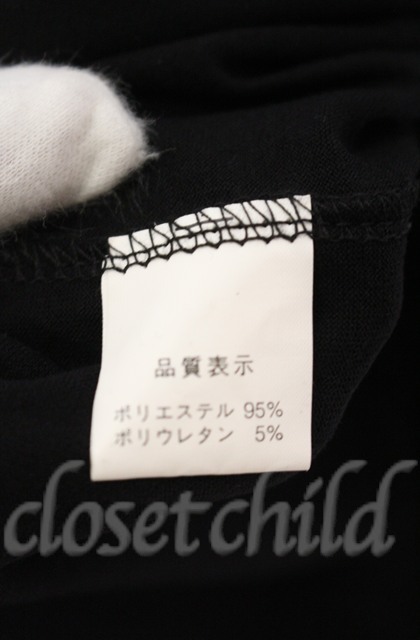 品質表示
ポリエステル 95%
ポリウレタン 5%
closet child